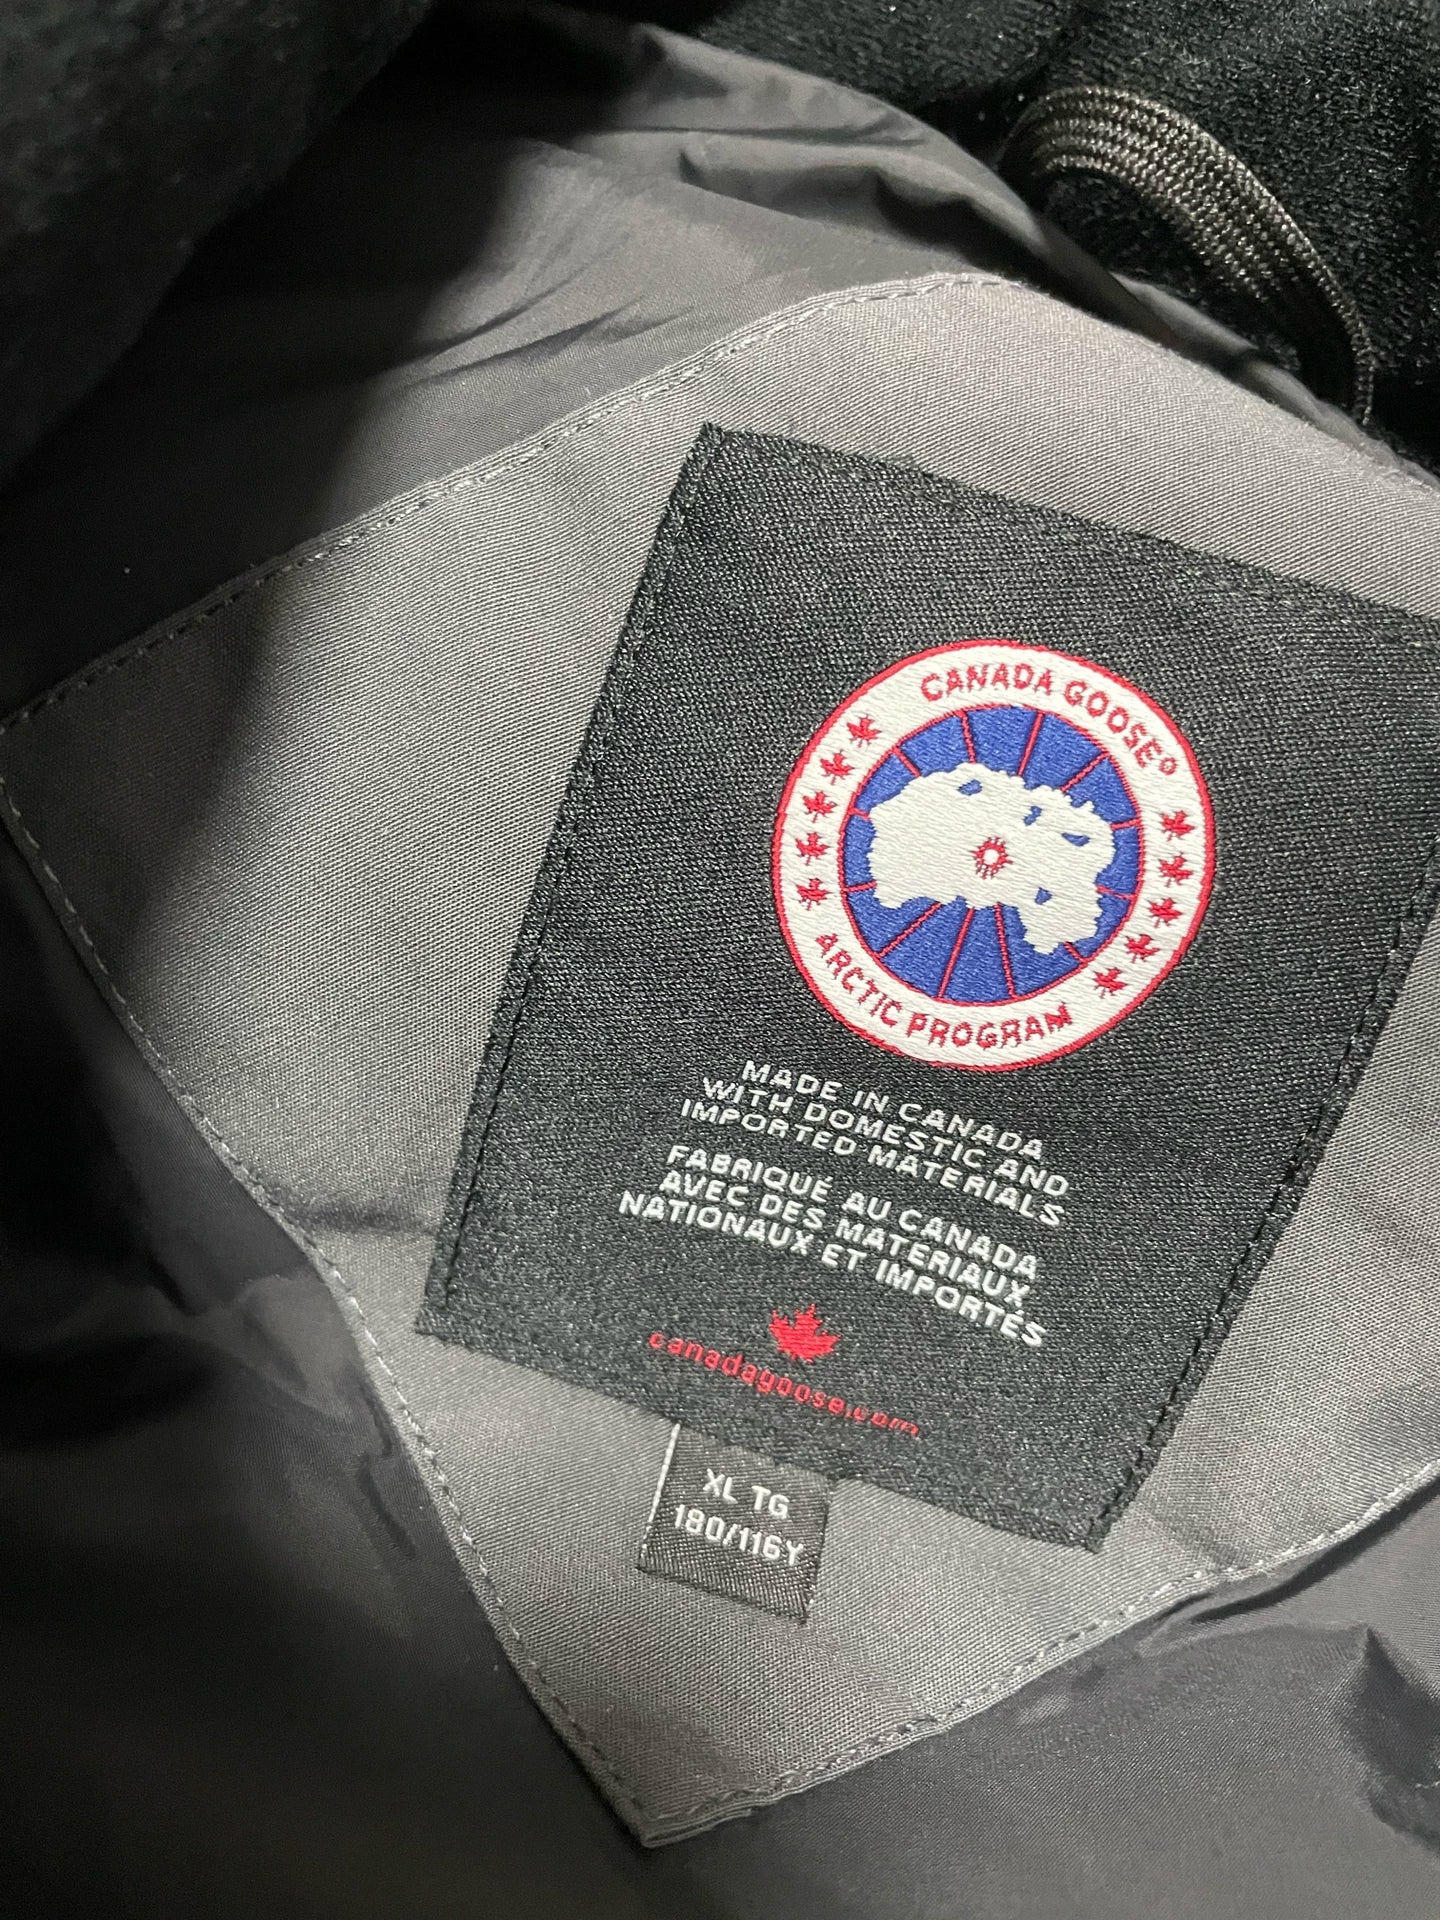 CANADA GOOSE®
ARCTIC PROGRAM
MADE IN CANADA
WITH DOMESTIC AND
IMPORTED MATERIALS
FABRIQUÉ AU CANADA
AVEC DES MATERIAUX
NATIONAUX ET IMPORTÉS
canadagoose.com
XL TG
180/116Y